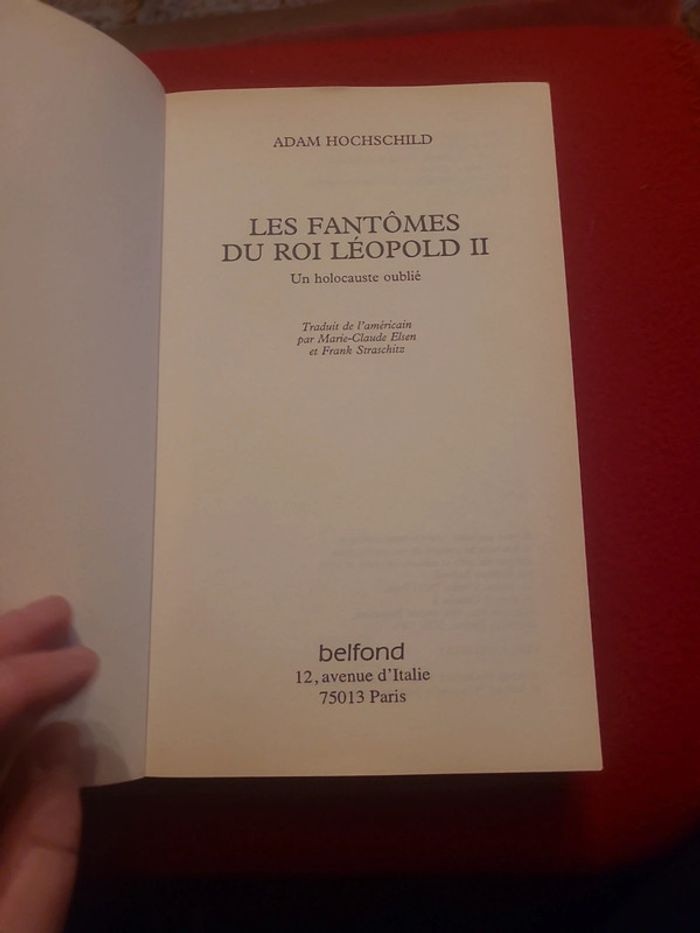 ADAM HOCHSCHILD
LES FANTÔMES
DU ROI LÉOPOLD II
Un holocauste oublié
Traduit de l'américain
par Marie-Claude Elsen
et Frank Straschitz
belfond
12, avenue d'Italie
75013 Paris